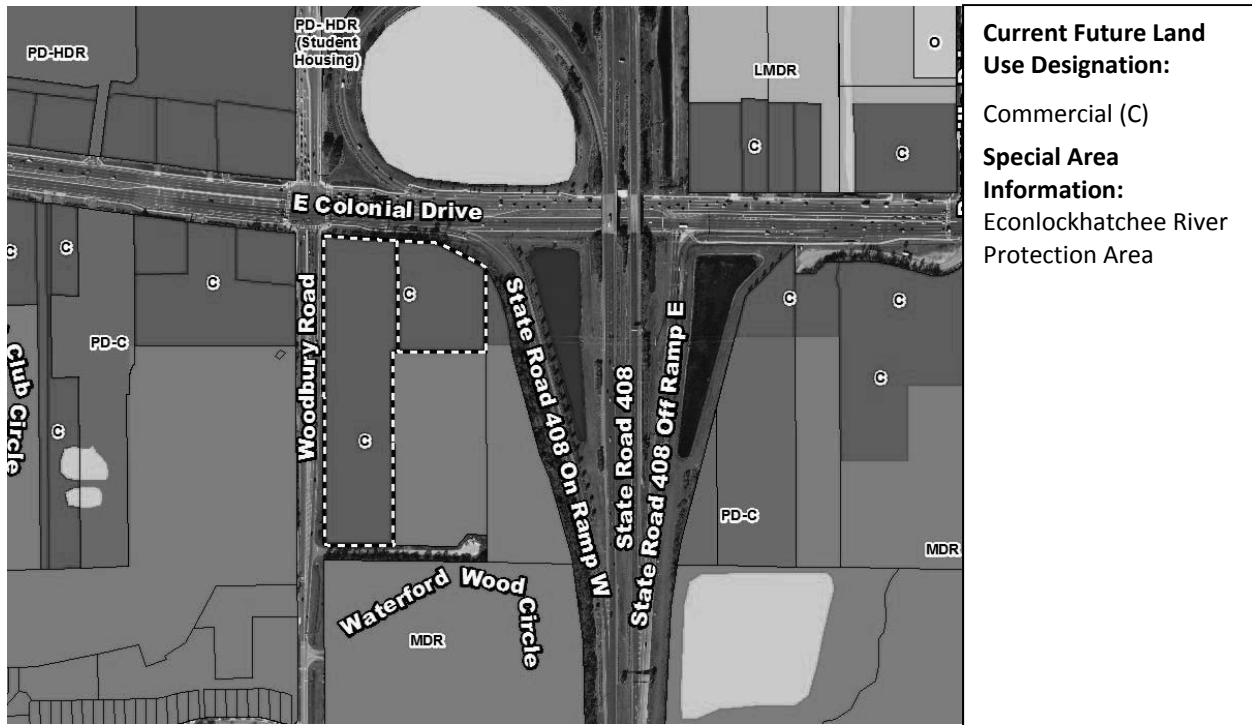 PD-HDR
PD- HDR
(Student
Housing)
LMDR
O
C
C
E Colonial Drive
C
C
C
C
PD-C
C
Club Circle
C
Woodbury Road
C
State Road 408 On Ramp W
State Road 408
State Road 408 Off Ramp E
C
C
C
PD-C
MDR
Waterford Wood Circle
MDR
Current Future Land
Use Designation:
Commercial (C)
Special Area
Information:
Econlockhatchee River
Protection Area